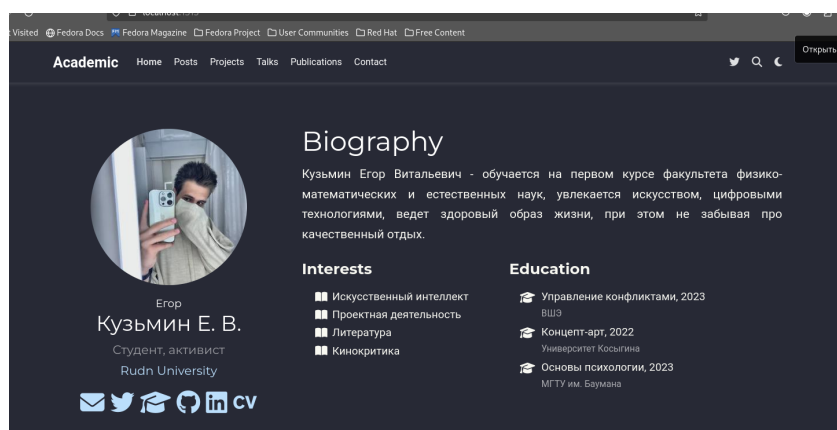 localhost:1313
Visited Fedora Docs Fedora Magazine Fedora Project User Communities Red Hat Free Content
Открыть
Academic Home Posts Projects Talks Publications Contact
Biography
Кузьмин Егор Витальевич - обучается на первом курсе факультета физико-
математических и естественных наук, увлекается искусством, цифровыми
технологиями, ведет здоровый образ жизни, при этом не забывая про
качественный отдых.
Егор
Кузьмин Е. В.
Студент, активист
Rudn University
CV
Interests
Искусственный интеллект
Проектная деятельность
Литература
Кинокритика
Education
Управление конфликтами, 2023
ВШЭ
Концепт-арт, 2022
Университет Косыгина
Основы психологии, 2023
МГТУ им. Баумана